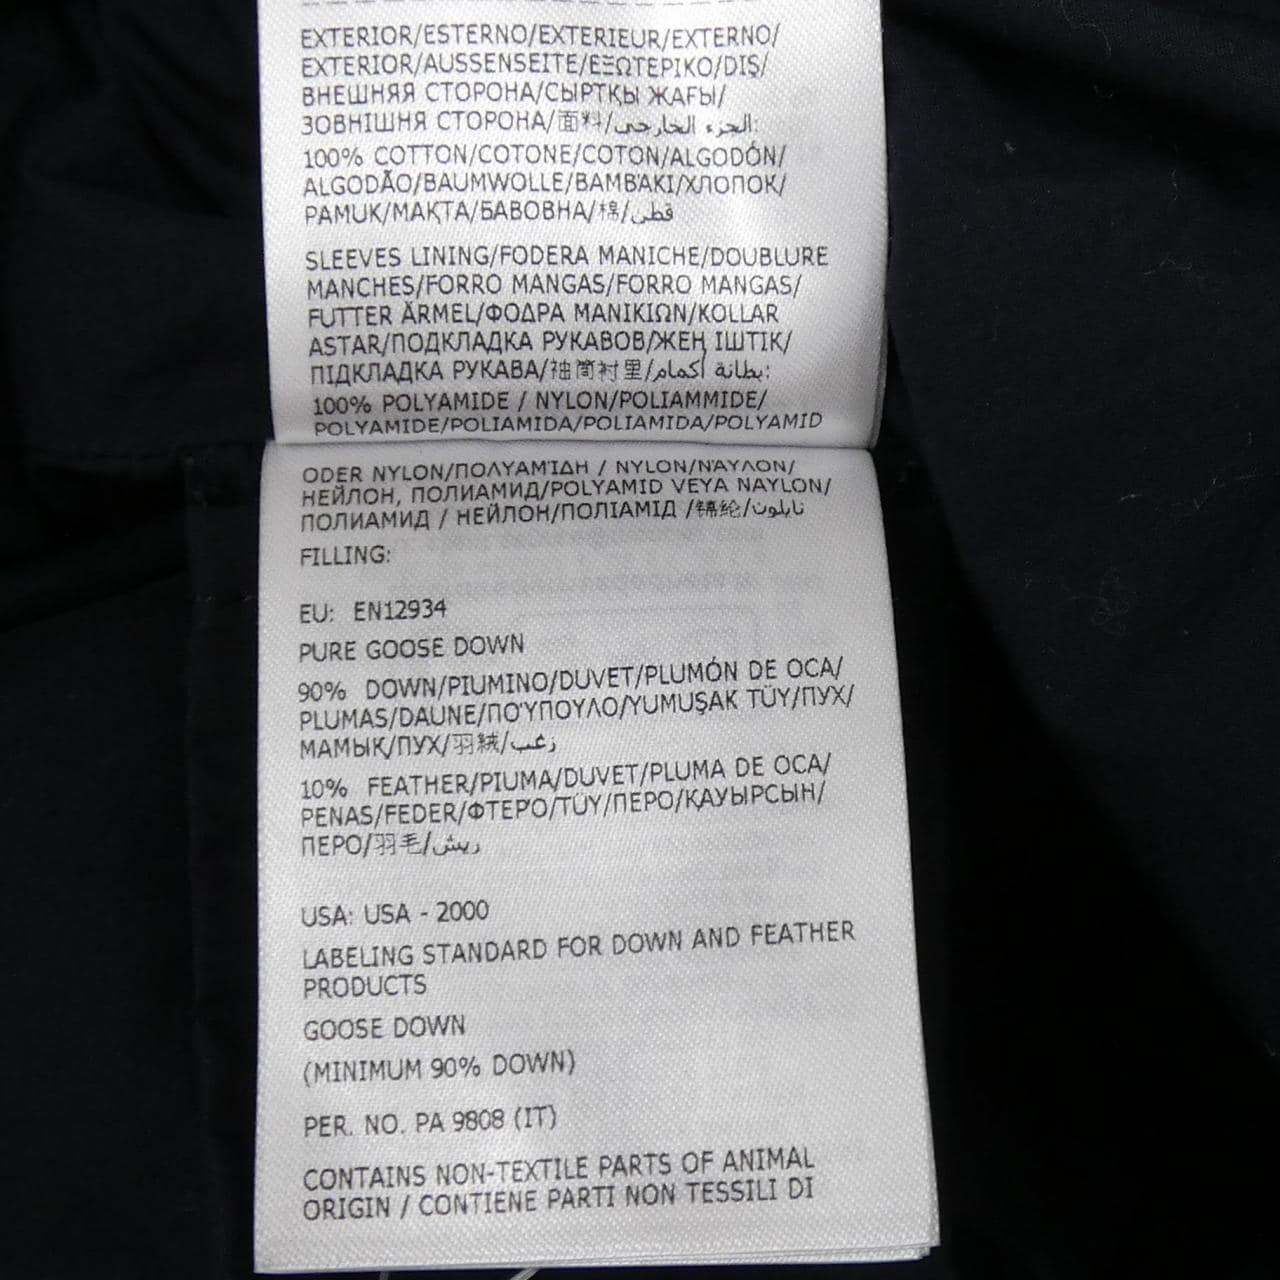 EXTERIOR/ESTERNO/EXTERIEUR/EXTERNO/
EXTERIOR/AUSSENSEITE/ΕΞΩΤΕΡΙΚΟ/DIŞ/
ВНЕШНЯЯ СТОРОНА/СЫРТҚЫ ЖАҒЫ/
ЗОВНІШНЯ СТОРОНА/面料/الجزء الخارجي:
100% COTTON/COTONE/COTON/ALGODÓN/
ALGODÃO/BAUMWOLLE/ΒΑΜΒΆΚΙ/ХЛОПОК/
PAMUK/МАҚТА/БАВОВНА/棉/قطن
SLEEVES LINING/FODERA MANICHE/DOUBLURE
MANCHES/FORRO MANGAS/FORRO MANGAS/
FUTTER ÄRMEL/ΦΟΔΡΑ ΜΑΝΙΚΙΩΝ/KOLLAR
ASTAR/ПОДКЛАДКА РУКАВОВ/ЖЕҢ ІШТІК/
ПІДКЛАДКА РУКАВА/袖筒衬里/بطانة أكمام:
100% POLYAMIDE / NYLON/POLIAMMIDE/
POLYAMIDE/POLIAMIDA/POLIAMIDA/POLYAMID
ODER NYLON/ΠΟΛΥΑΜΊΔΗ / NYLON/ΝΆΥΛΟΝ/
НЕЙЛОН, ПОЛИАМИД/POLYAMID VEYA NAYLON/
ПОЛИАМИД / НЕЙЛОН/ПОЛІАМІД /锦纶/نايلون
FILLING:
EU: EN12934
PURE GOOSE DOWN
90% DOWN/PIUMINO/DUVET/PLUMÓN DE OCA/
PLUMAS/DAUNE/ΠΟΎΠΟΥΛΟ/YUMUŞAK TÜY/ПУХ/
МАМЫҚ/ПУХ/羽絨/زغب
10% FEATHER/PIUMA/DUVET/PLUMA DE OCA/
PENAS/FEDER/ΦΤΕΡΌ/TÜY/ПЕРО/ҚАУЫРСЫН/
ПЕРО/羽毛/ريش
USA: USA - 2000
LABELING STANDARD FOR DOWN AND FEATHER
PRODUCTS
GOOSE DOWN
(MINIMUM 90% DOWN)
PER. NO. PA 9808 (IT)
CONTAINS NON-TEXTILE PARTS OF ANIMAL
ORIGIN / CONTIENE PARTI NON TESSILI DI